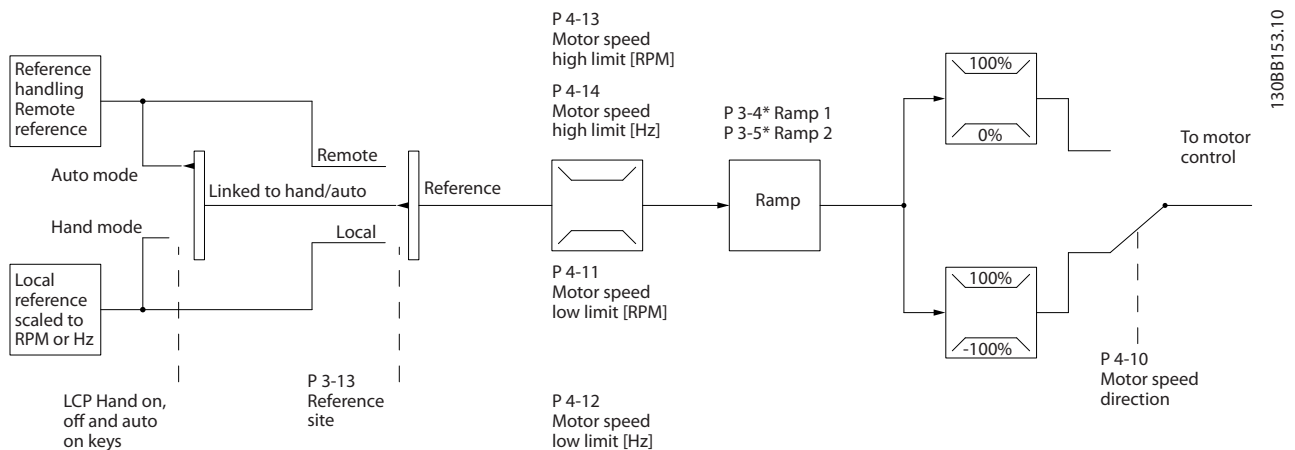 P 4-13
Motor speed
high limit [RPM]
130BB153.10
Reference
handling
Remote
reference
P 4-14
Motor speed
high limit [Hz]
P 3-4* Ramp 1
P 3-5* Ramp 2
100%
0%
To motor
control
Auto mode
Remote
Linked to hand/auto
Reference
Ramp
Hand mode
Local
Local
reference
scaled to
RPM or Hz
P 4-11
Motor speed
low limit [RPM]
100%
-100%
P 4-10
Motor speed
direction
LCP Hand on,
off and auto
on keys
P 3-13
Reference
site
P 4-12
Motor speed
low limit [Hz]